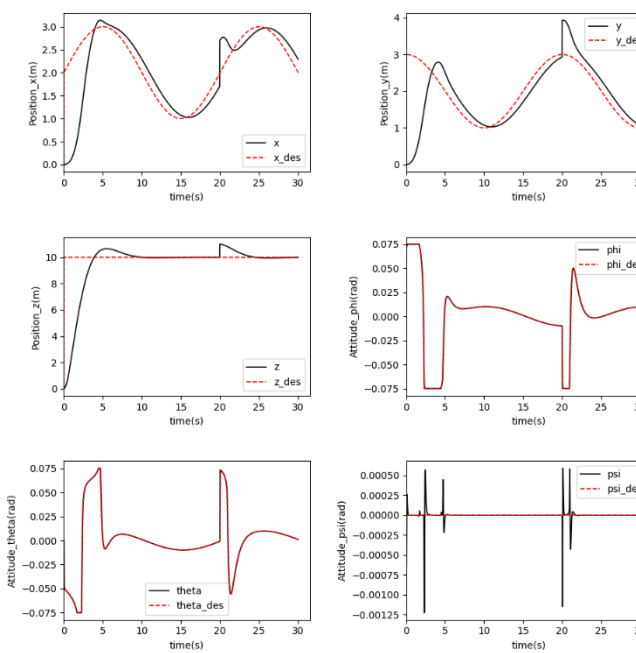 Position_x(m)
3.0
2.5
2.0
1.5
1.0
0.5
0.0
x
x_des
0 5 10 15 20 25 30
time(s)
Position_y(m)
4
3
2
1
0
y
y_des
0 5 10 15 20 25 30
time(s)
Position_z(m)
10
8
6
4
2
0
z
z_des
0 5 10 15 20 25 30
time(s)
Attitude_phi(rad)
0.075
0.050
0.025
0.000
-0.025
-0.050
-0.075
phi
phi_de
0 5 10 15 20 25 30
time(s)
Attitude_theta(rad)
0.075
0.050
0.025
0.000
-0.025
-0.050
-0.075
theta
theta_des
0 5 10 15 20 25 30
time(s)
Attitude_psi(rad)
0.00050
0.00025
0.00000
-0.00025
-0.00050
-0.00075
-0.00100
-0.00125
psi
psi_de
0 5 10 15 20 25 30
time(s)